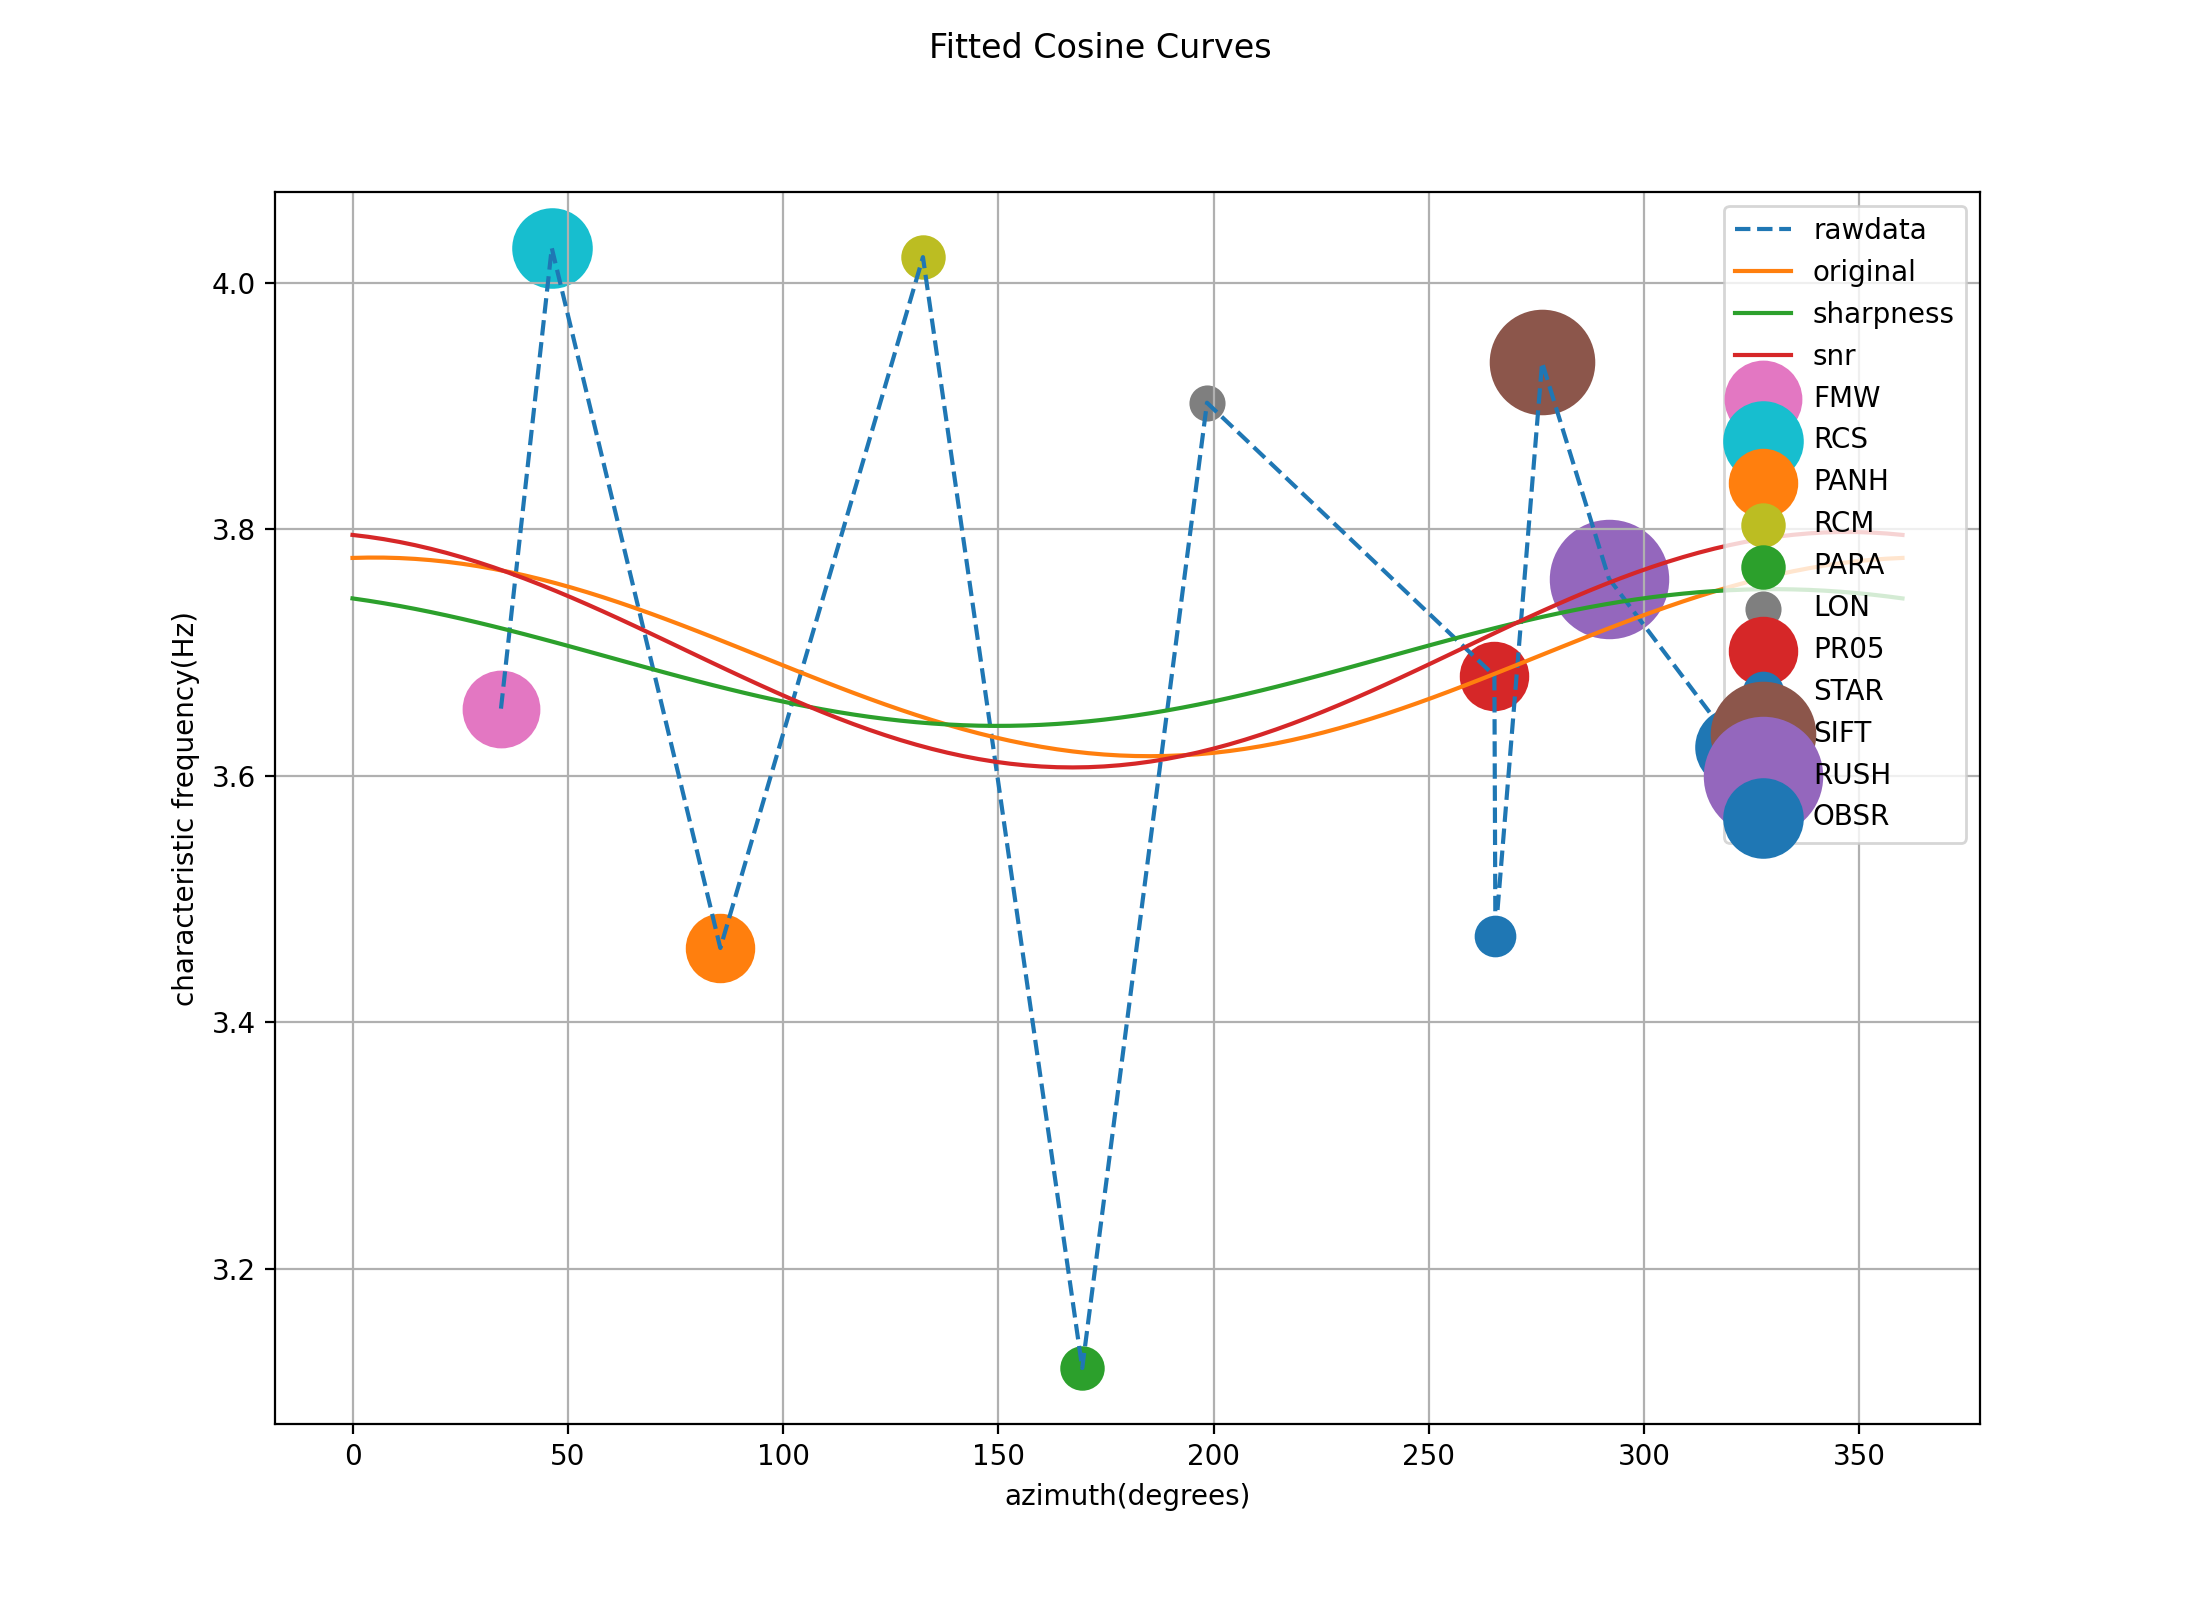 Fitted Cosine Curves
rawdata
original
sharpness
snr
FMW
RCS
PANH
RCM
PARA
LON
PR05
STAR
SIFT
RUSH
OBSR
4.0
3.8
3.6
3.4
3.2
characteristic frequency(Hz)
0 50 100 150 200 250 300 350
azimuth(degrees)